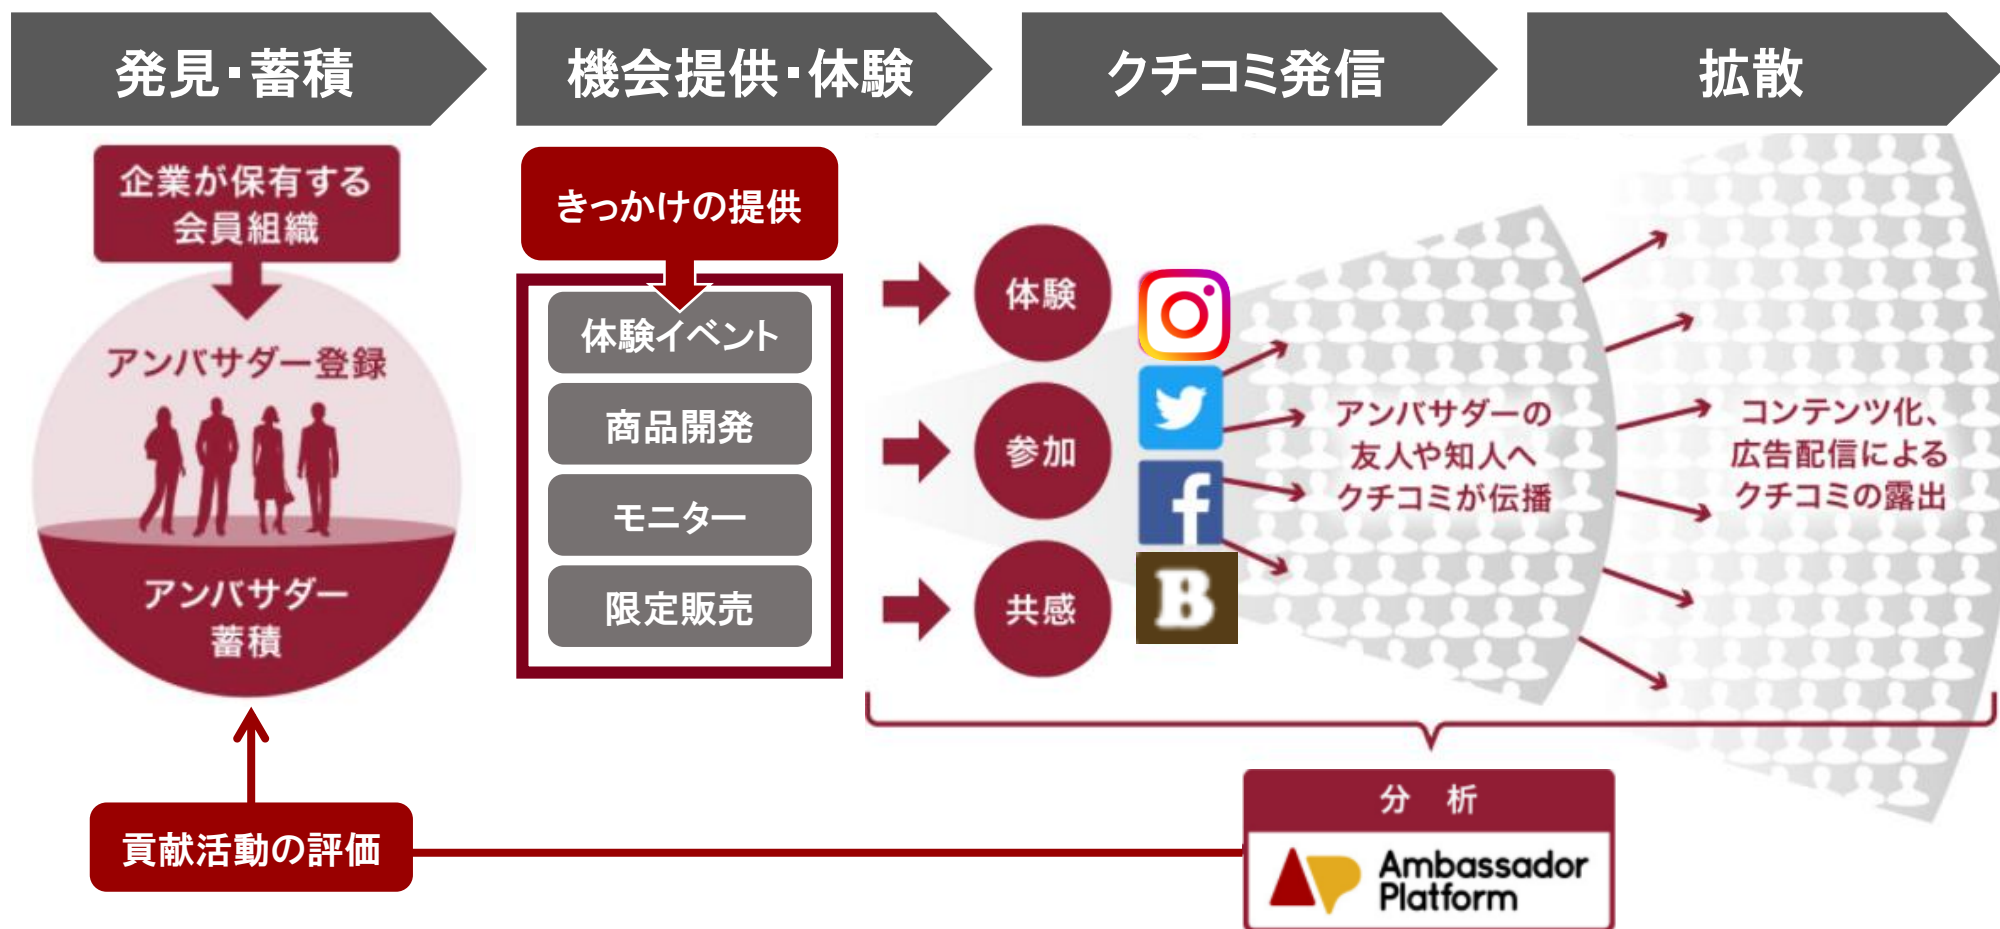 発見・蓄積
機会提供・体験
クチコミ発信
拡散
企業が保有する
会員組織
アンバサダー登録
アンバサダー
蓄積
きっかけの提供
体験イベント
商品開発
モニター
限定販売
体験
参加
共感
f
B
アンバサダーの
友人や知人へ
クチコミが伝播
コンテンツ化、
広告配信による
クチコミの露出
分 析
Ambassador
Platform
貢献活動の評価